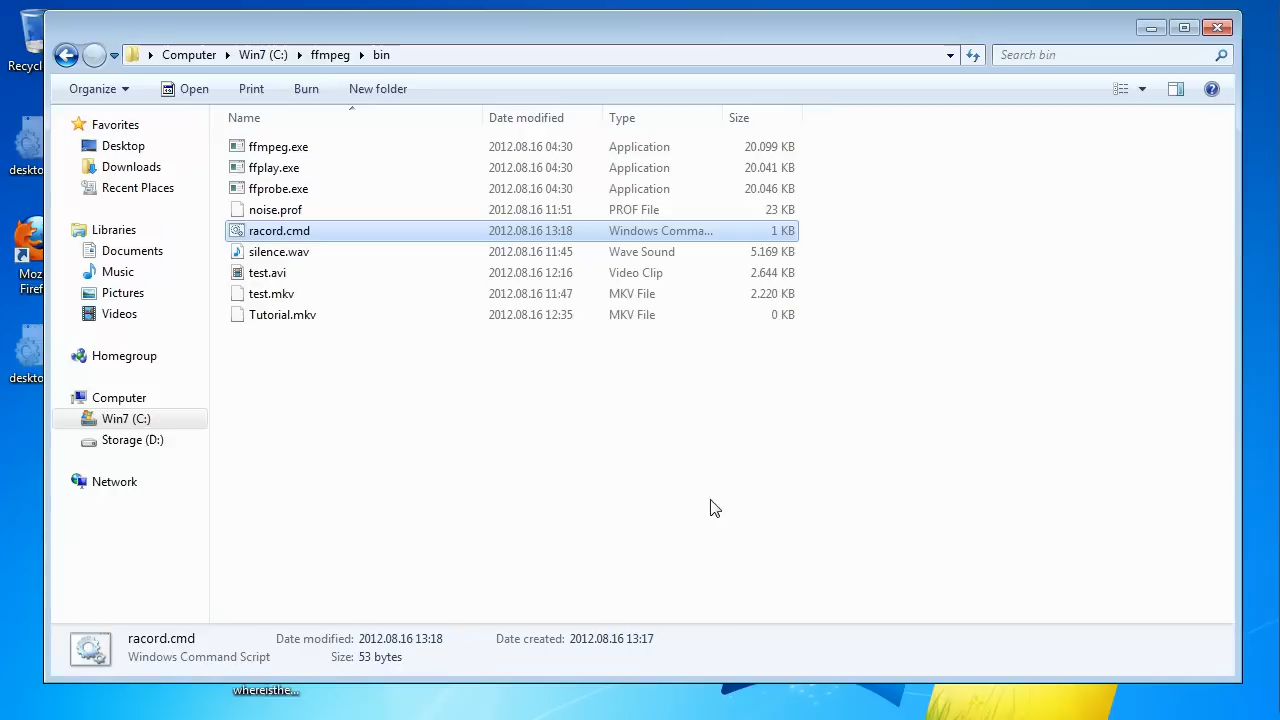 Computer Win7 (C:) ffmpeg bin
Search bin
Organize Open Print Burn New folder
Name Date modified Type Size
ffmpeg.exe 2012.08.16 04:30 Application 20.099 KB
ffplay.exe 2012.08.16 04:30 Application 20.041 KB
ffprobe.exe 2012.08.16 04:30 Application 20.046 KB
noise.prof 2012.08.16 11:51 PROF File 23 KB
racord.cmd 2012.08.16 13:18 Windows Comma... 1 KB
silence.wav 2012.08.16 11:45 Wave Sound 5.169 KB
test.avi 2012.08.16 12:16 Video Clip 2.644 KB
test.mkv 2012.08.16 11:47 MKV File 2.220 KB
Tutorial.mkv 2012.08.16 12:35 MKV File 0 KB
Favorites
Desktop
Downloads
Recent Places
Libraries
Documents
Music
Pictures
Videos
Homegroup
Computer
Win7 (C:)
Storage (D:)
Network
racord.cmd Date modified: 2012.08.16 13:18 Date created: 2012.08.16 13:17
Windows Command Script Size: 53 bytes
Recycl
deskto
Moz
Firef
deskto
whereisthe...